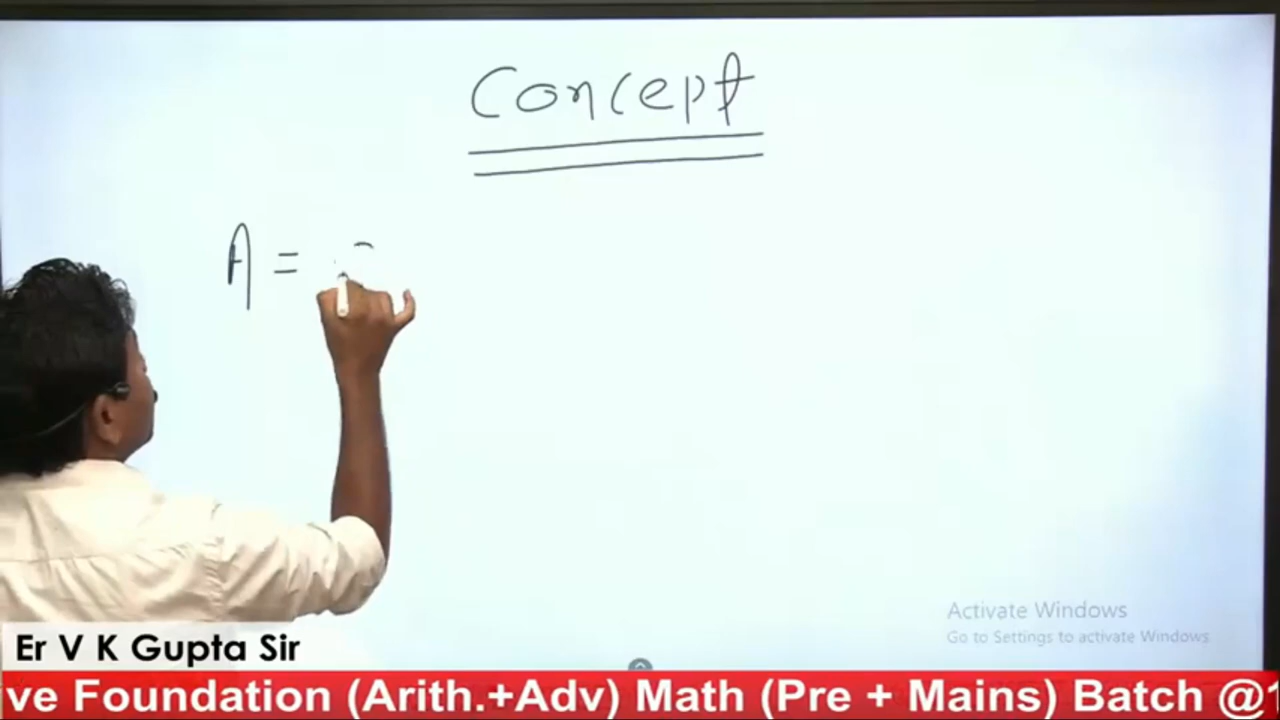 Concept
A =
Activate Windows
Go to Settings to activate Windows
Er V K Gupta Sir
ve Foundation (Arith.+Adv) Math (Pre + Mains) Batch @1